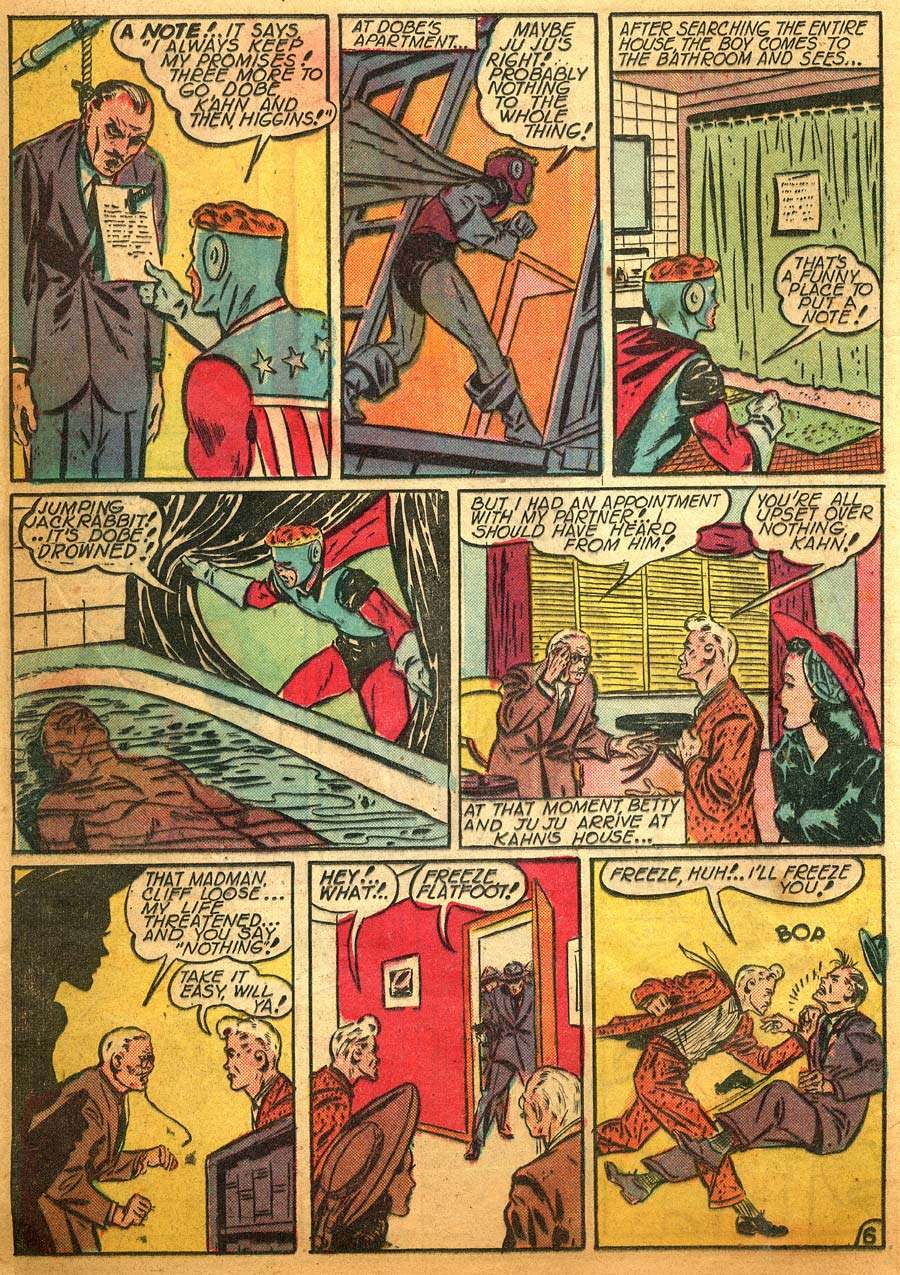 A NOTE!.. IT SAYS,
"I ALWAYS KEEP
MY PROMISES!
THREE MORE TO
GO, DOBE,
KAHN, AND
THEN, HIGGINS!"
AT DOBE'S
APARTMENT...
MAYBE
JU JU'S
RIGHT!..
PROBABLY
NOTHING
TO THE
WHOLE
THING!
AFTER SEARCHING THE ENTIRE
HOUSE, THE BOY COMES TO
THE BATHROOM AND SEES...
THAT'S
A FUNNY
PLACE TO
PUT A
NOTE!
JUMPING
JACKRABBIT!
..IT'S DOBE!
DROWNED!
BUT I HAD AN APPOINTMENT
WITH MY PARTNER!
SHOULD HAVE HEARD
FROM HIM!
YOU'RE ALL
UPSET OVER
NOTHING
KAHN!
AT THAT MOMENT, BETTY
AND JU JU ARRIVE AT
KAHN'S HOUSE...
THAT MADMAN,
CLIFF LOOSE...
MY LIFE
THREATENED...
AND YOU SAY,
"NOTHING"!
TAKE IT
EASY, WILL
YA!
HEY!..
WHAT!..
FREEZE
FLATFOOT!
FREEZE, HUH!.. I'LL FREEZE
YOU!
BOP
6